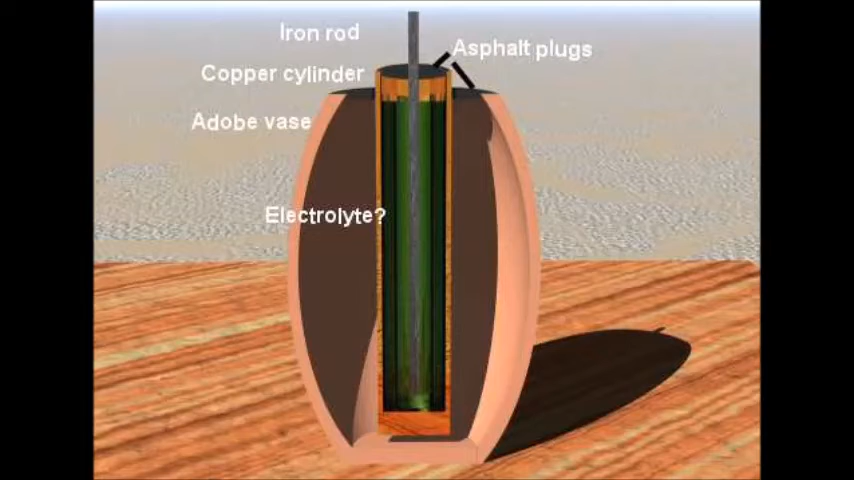 Iron rod
Asphalt plugs
Copper cylinder
Adobe vase
Electrolyte?